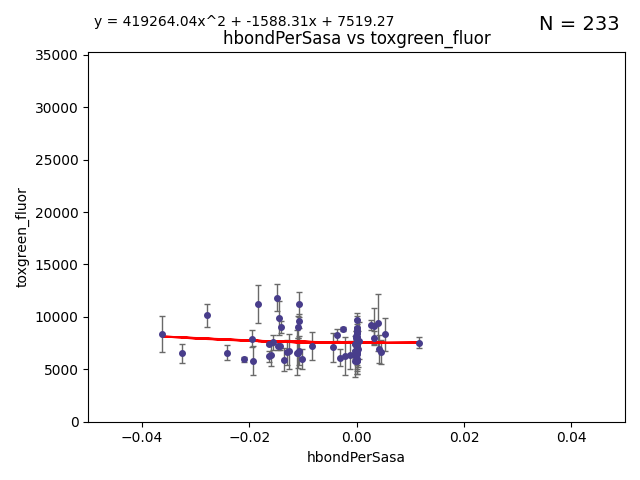 y = 419264.04x^2 + -1588.31x + 7519.27
N = 233
hbondPerSasa vs toxgreen_fluor
35000
30000
25000
20000
15000
10000
5000
0
toxgreen_fluor
−0.04
−0.02
0.00
0.02
0.04
hbondPerSasa